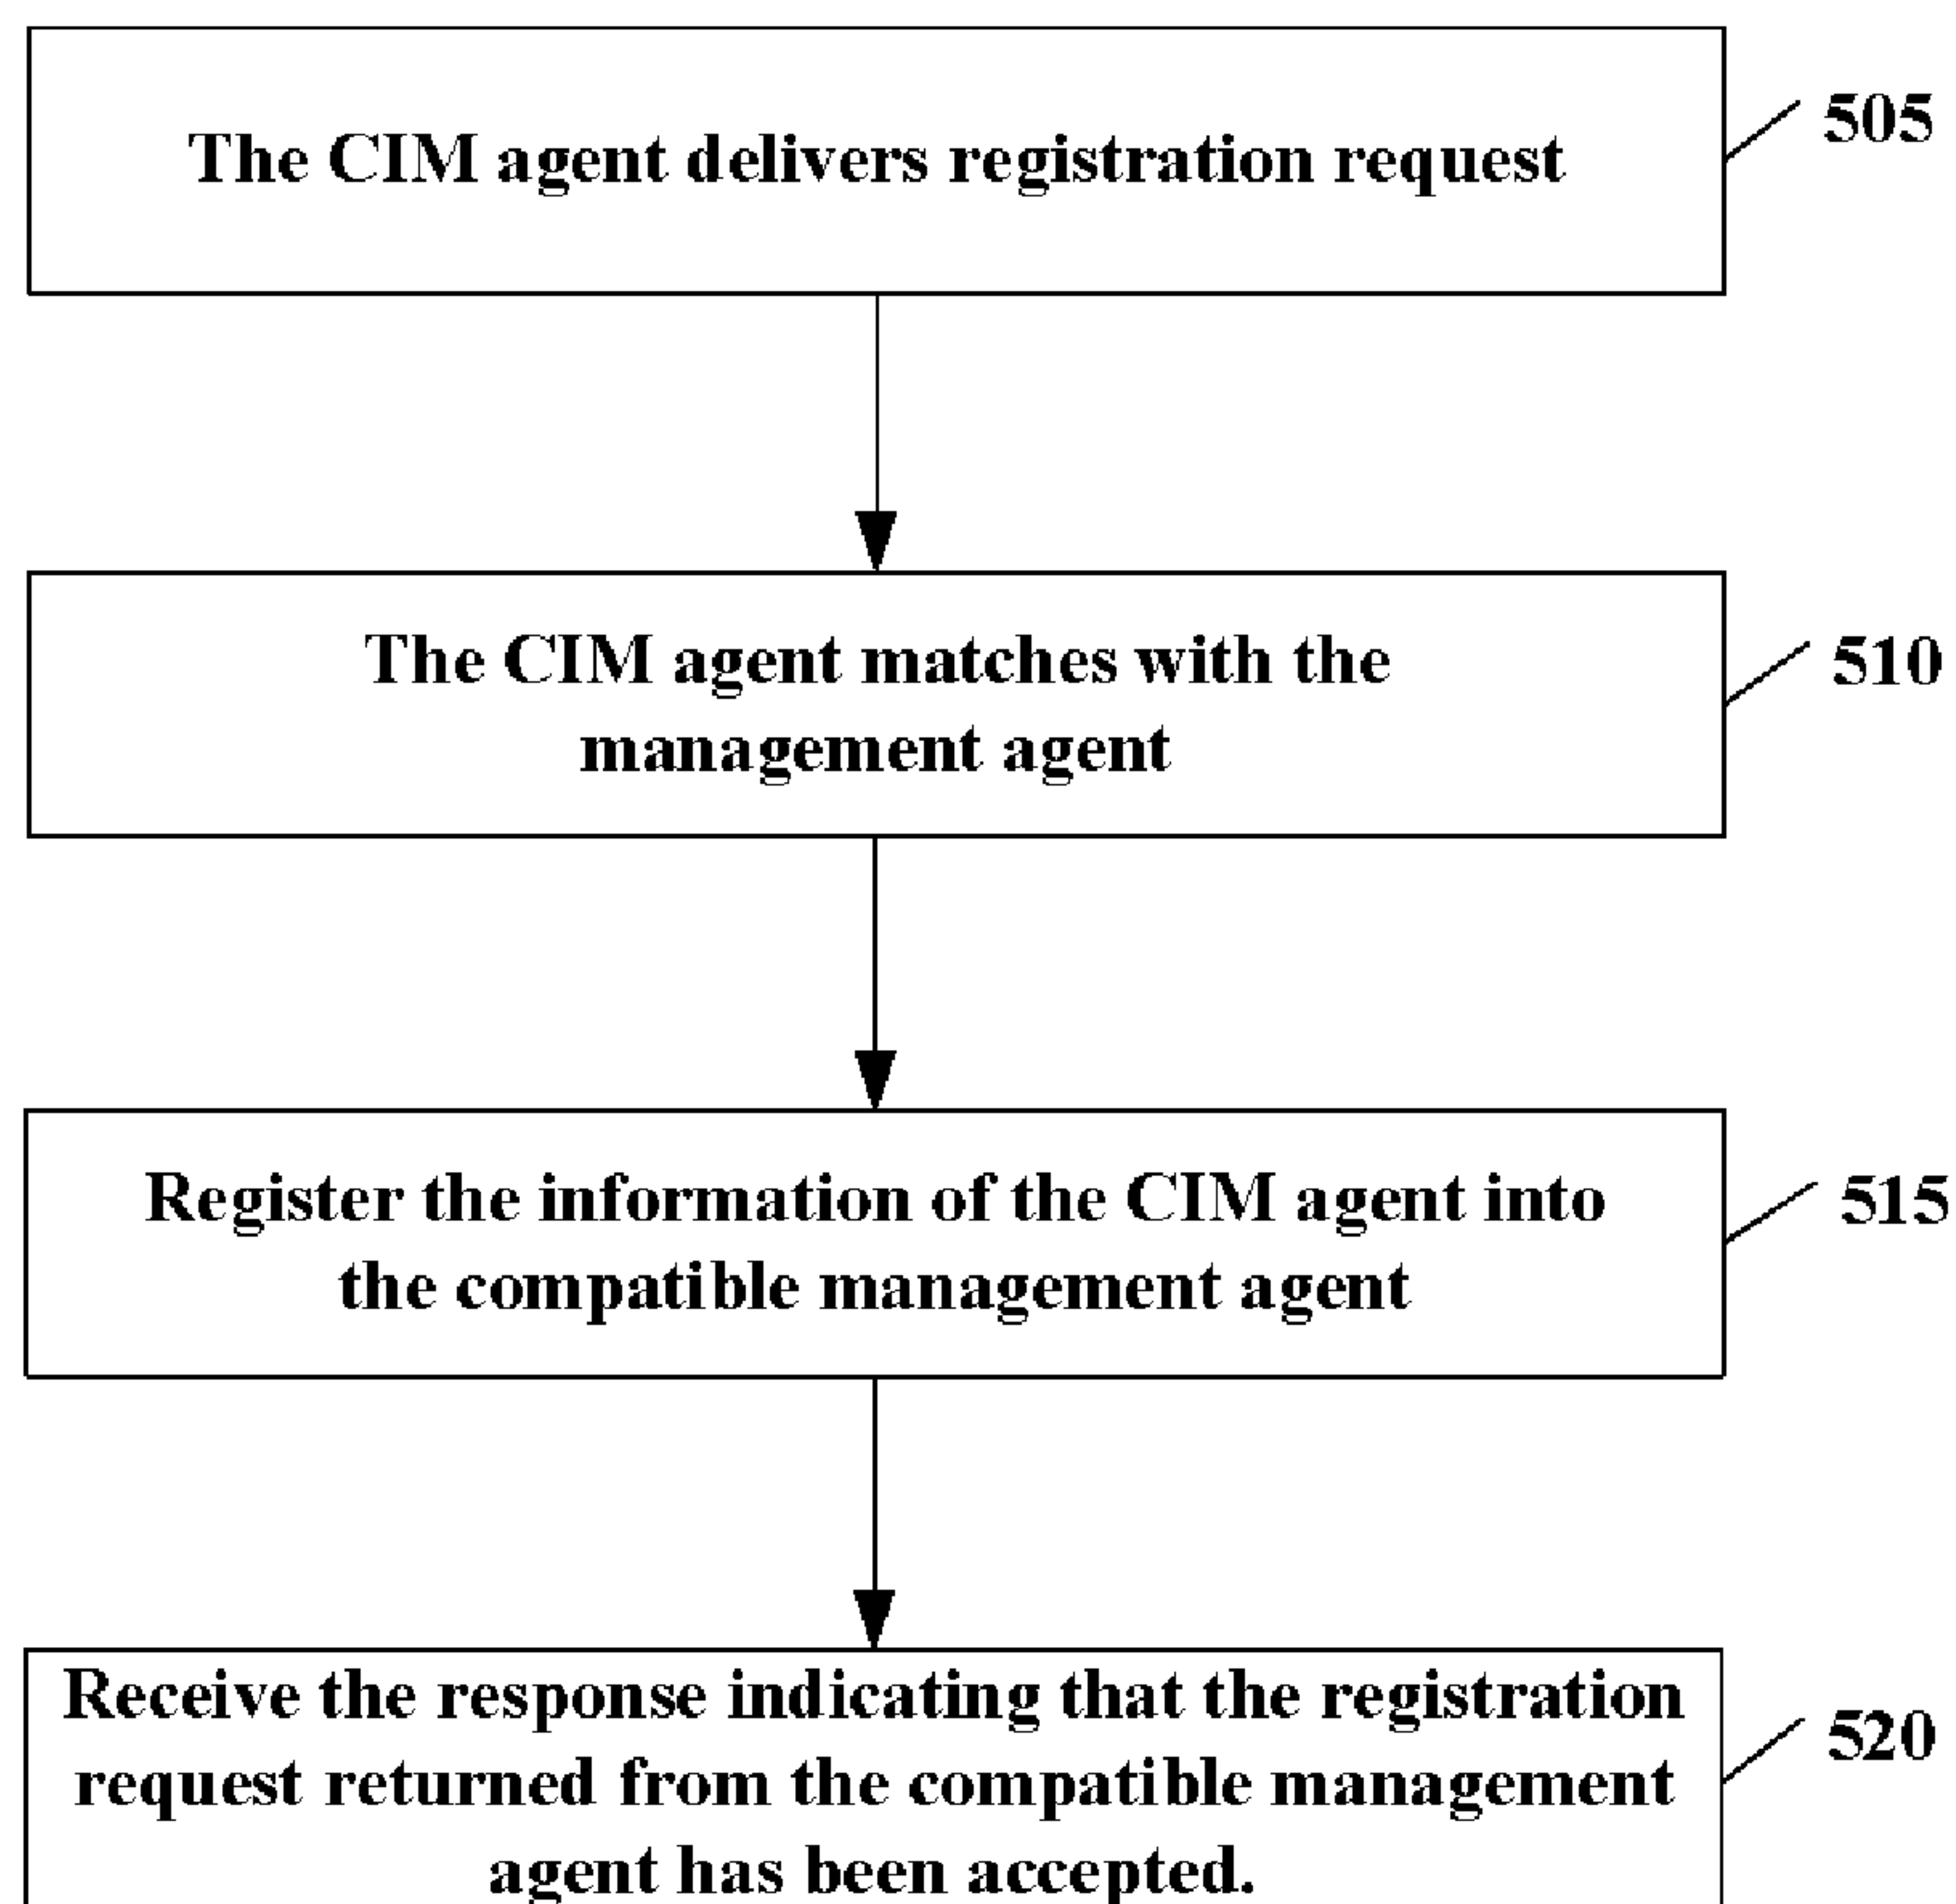 The CIM agent delivers registration request
505
The CIM agent matches with the
management agent
510
Register the information of the CIM agent into
the compatible management agent
515
Receive the response indicating that the registration
request returned from the compatible management
agent has been accepted.
520